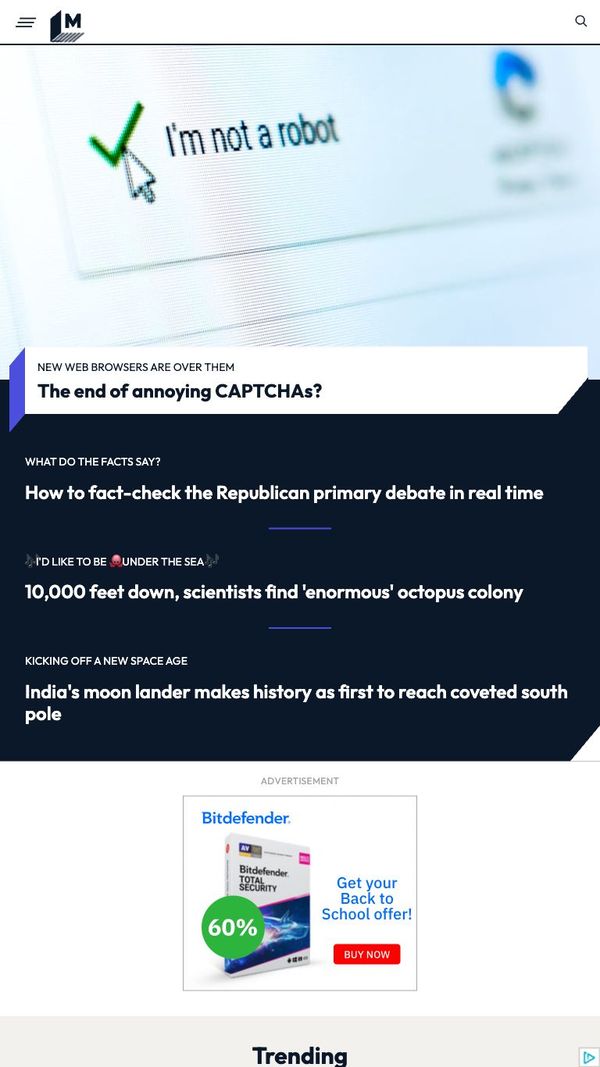 M
I'm not a robot
NEW WEB BROWSERS ARE OVER THEM
The end of annoying CAPTCHAs?
WHAT DO THE FACTS SAY?
How to fact-check the Republican primary debate in real time
🎶I'D LIKE TO BE 🐙UNDER THE SEA🎶
10,000 feet down, scientists find 'enormous' octopus colony
KICKING OFF A NEW SPACE AGE
India's moon lander makes history as first to reach coveted south
pole
ADVERTISEMENT
Bitdefender
AV
Bitdefender
TOTAL
SECURITY
60%
Get your
Back to
School offer!
BUY NOW
Trending